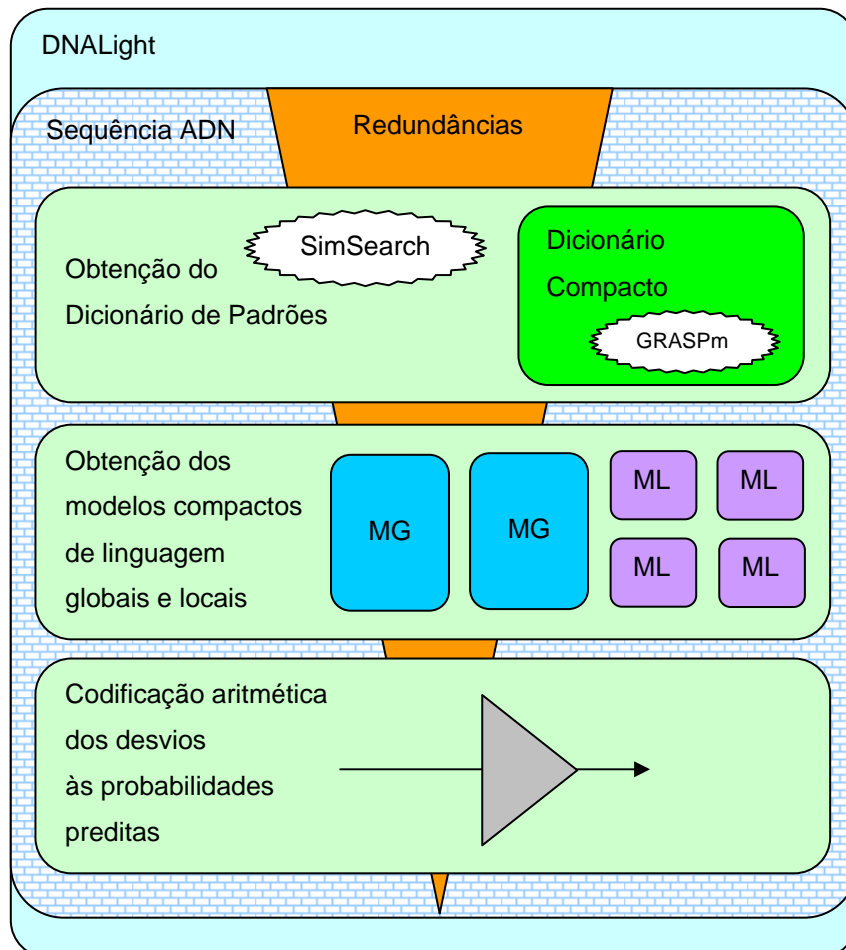 DNALight
Sequência ADN
Redundâncias
SimSearch
Obtenção do
Dicionário de Padrões
Dicionário
Compacto
GRASPm
Obtenção dos
modelos compactos
de linguagem
globais e locais
MG
MG
ML
ML
ML
ML
Codificação aritmética
dos desvios
às probabilidades
preditas